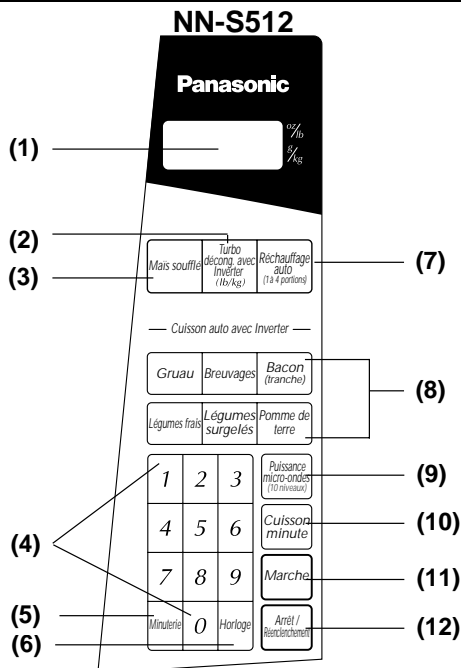 NN-S512
Panasonic
oz/lb
g/kg
(1)
(2)
(3)
Maïs soufflé
Turbo
décong. avec
Inverter
(lb/kg)
Réchauffage
auto
(1 à 4 portions)
(7)
Cuisson auto avec Inverter
Gruau
Breuvages
Bacon
(tranche)
Légumes frais
Légumes
surgelés
Pomme de
terre
(8)
1 2 3
4 5 6
7 8 9
Minuterie 0 Horloge
(4)
(5)
(6)
Puissance
micro-ondes
(10 niveaux)
(9)
Cuisson
minute
(10)
Marche
(11)
Arrêt /
Réenclenchement
(12)